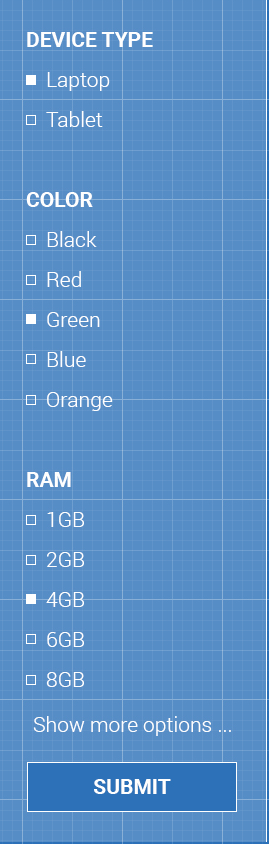 DEVICE TYPE
Laptop
Tablet
COLOR
Black
Red
Green
Blue
Orange
RAM
1GB
2GB
4GB
6GB
8GB
Show more options ...
SUBMIT